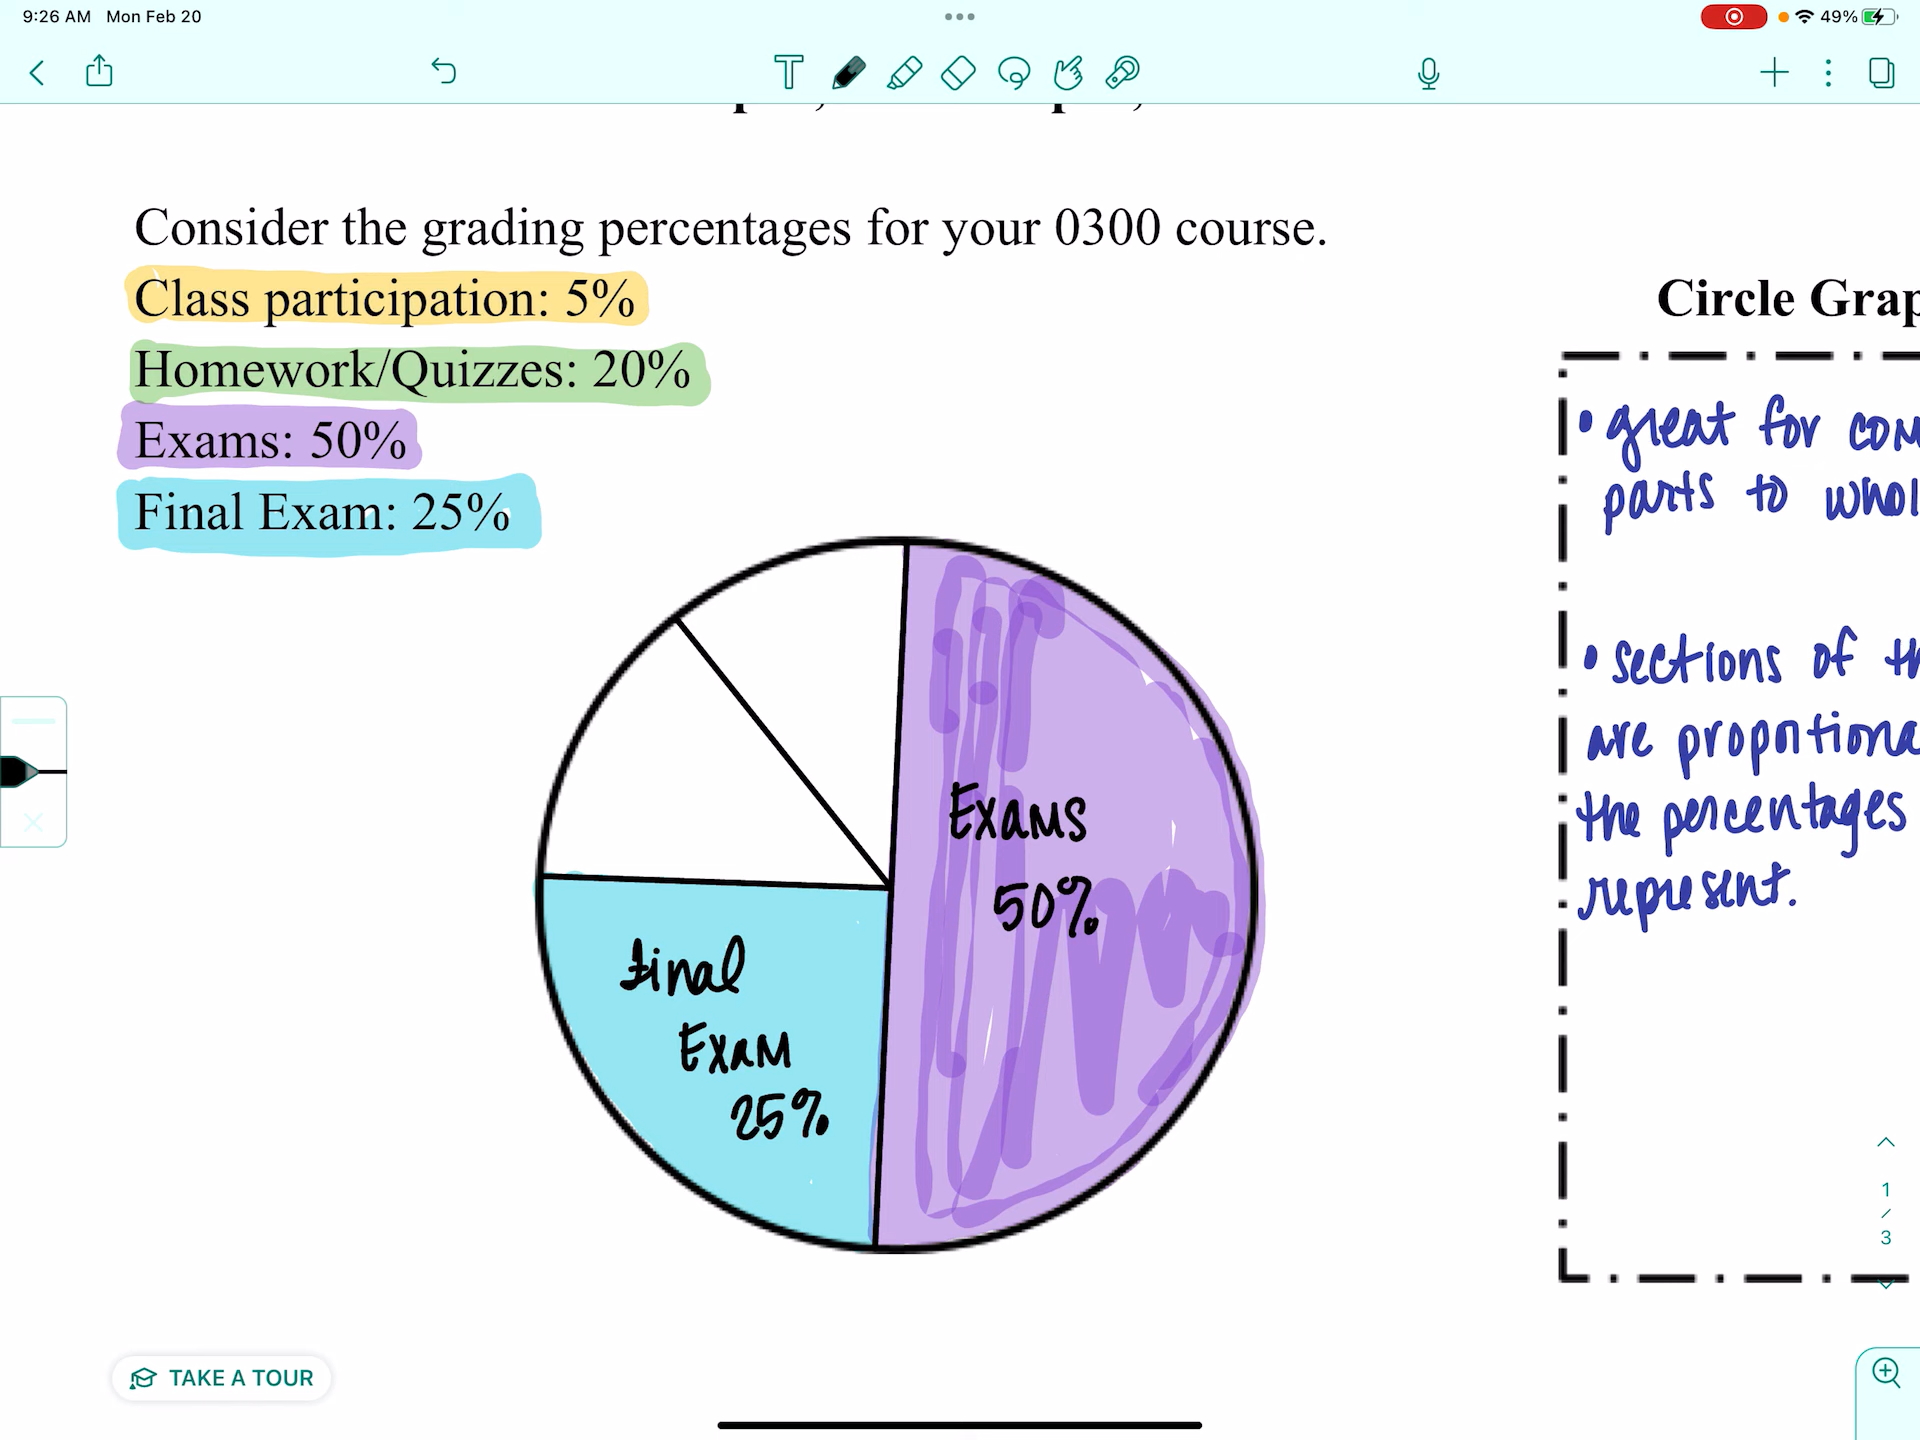 9:26 AM Mon Feb 20
49%
Consider the grading percentages for your 0300 course.
Class participation: 5%
Homework/Quizzes: 20%
Exams: 50%
Final Exam: 25%
Circle Grap
• great for com
parts to whol
• sections of th
are proportiona
the percentages
represent.
Exams
50%
final
Exam
25%
1
/
3
TAKE A TOUR